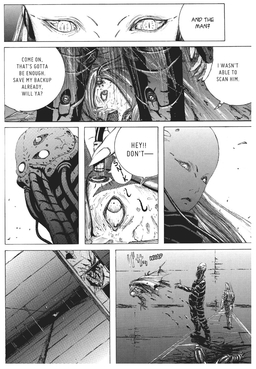 AND THE
MAN?
COME ON,
THAT'S GOTTA
BE ENOUGH.
SAVE MY BACKUP
ALREADY,
WILL YA?
I WASN'T
ABLE TO
SCAN HIM.
HEY!!
DON'T—